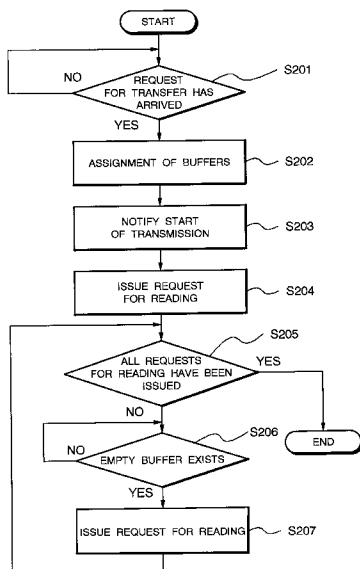 START
S201
NO
REQUEST
FOR TRANSFER HAS
ARRIVED
YES
ASSIGNMENT OF BUFFERS
S202
NOTIFY START
OF TRANSMISSION
S203
ISSUE REQUEST
FOR READING
S204
S205
ALL REQUESTS
FOR READING HAVE BEEN
ISSUED
YES
NO
S206
NO
EMPTY BUFFER EXISTS
END
YES
ISSUE REQUEST FOR READING
S207